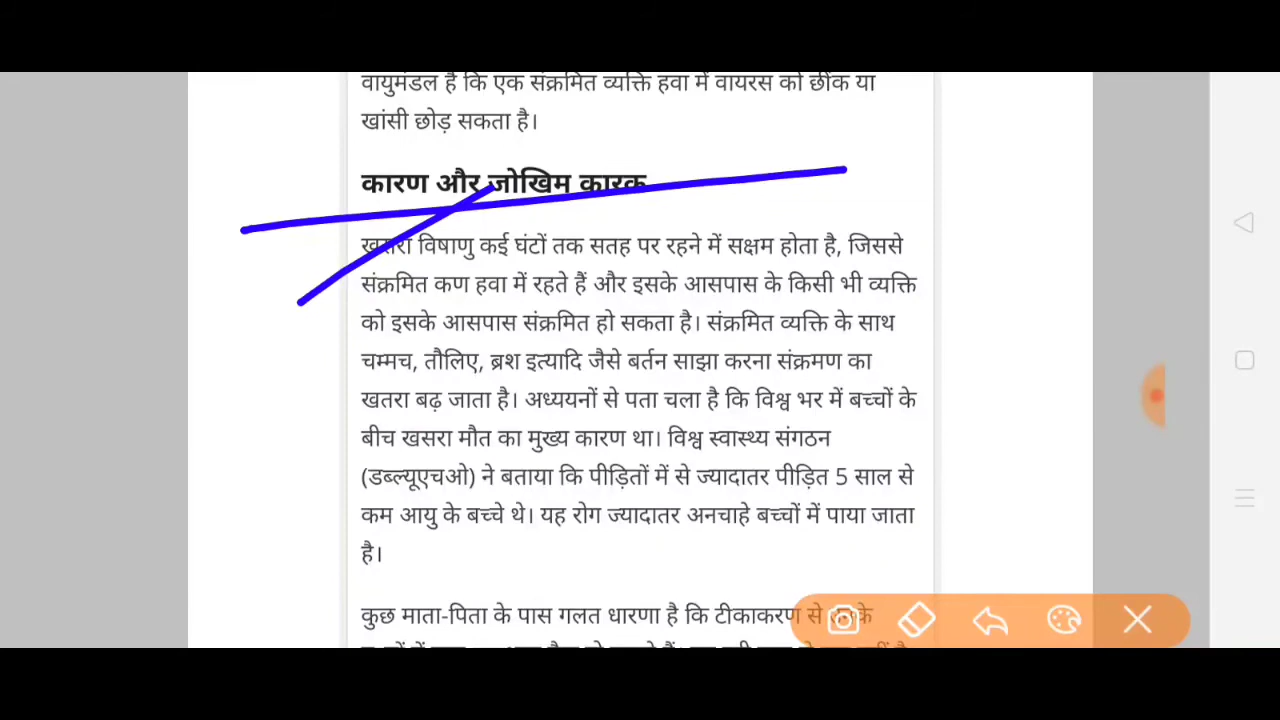 वायुमंडल है कि एक संक्रमित व्यक्ति हवा में वायरस को छींक या
खांसी छोड़ सकता है।
कारण और जोखिम कारक
खसरा विषाणु कई घंटों तक सतह पर रहने में सक्षम होता है, जिससे
संक्रमित कण हवा में रहते हैं और इसके आसपास के किसी भी व्यक्ति
को इसके आसपास संक्रमित हो सकता है। संक्रमित व्यक्ति के साथ
चम्मच, तौलिए, ब्रश इत्यादि जैसे बर्तन साझा करना संक्रमण का
खतरा बढ़ जाता है। अध्ययनों से पता चला है कि विश्व भर में बच्चों के
बीच खसरा मौत का मुख्य कारण था। विश्व स्वास्थ्य संगठन
(डब्ल्यूएचओ) ने बताया कि पीड़ितों में से ज्यादातर पीड़ित 5 साल से
कम आयु के बच्चे थे। यह रोग ज्यादातर अनचाहे बच्चों में पाया जाता
है।
कुछ माता-पिता के पास गलत धारणा है कि टीकाकरण से उनके